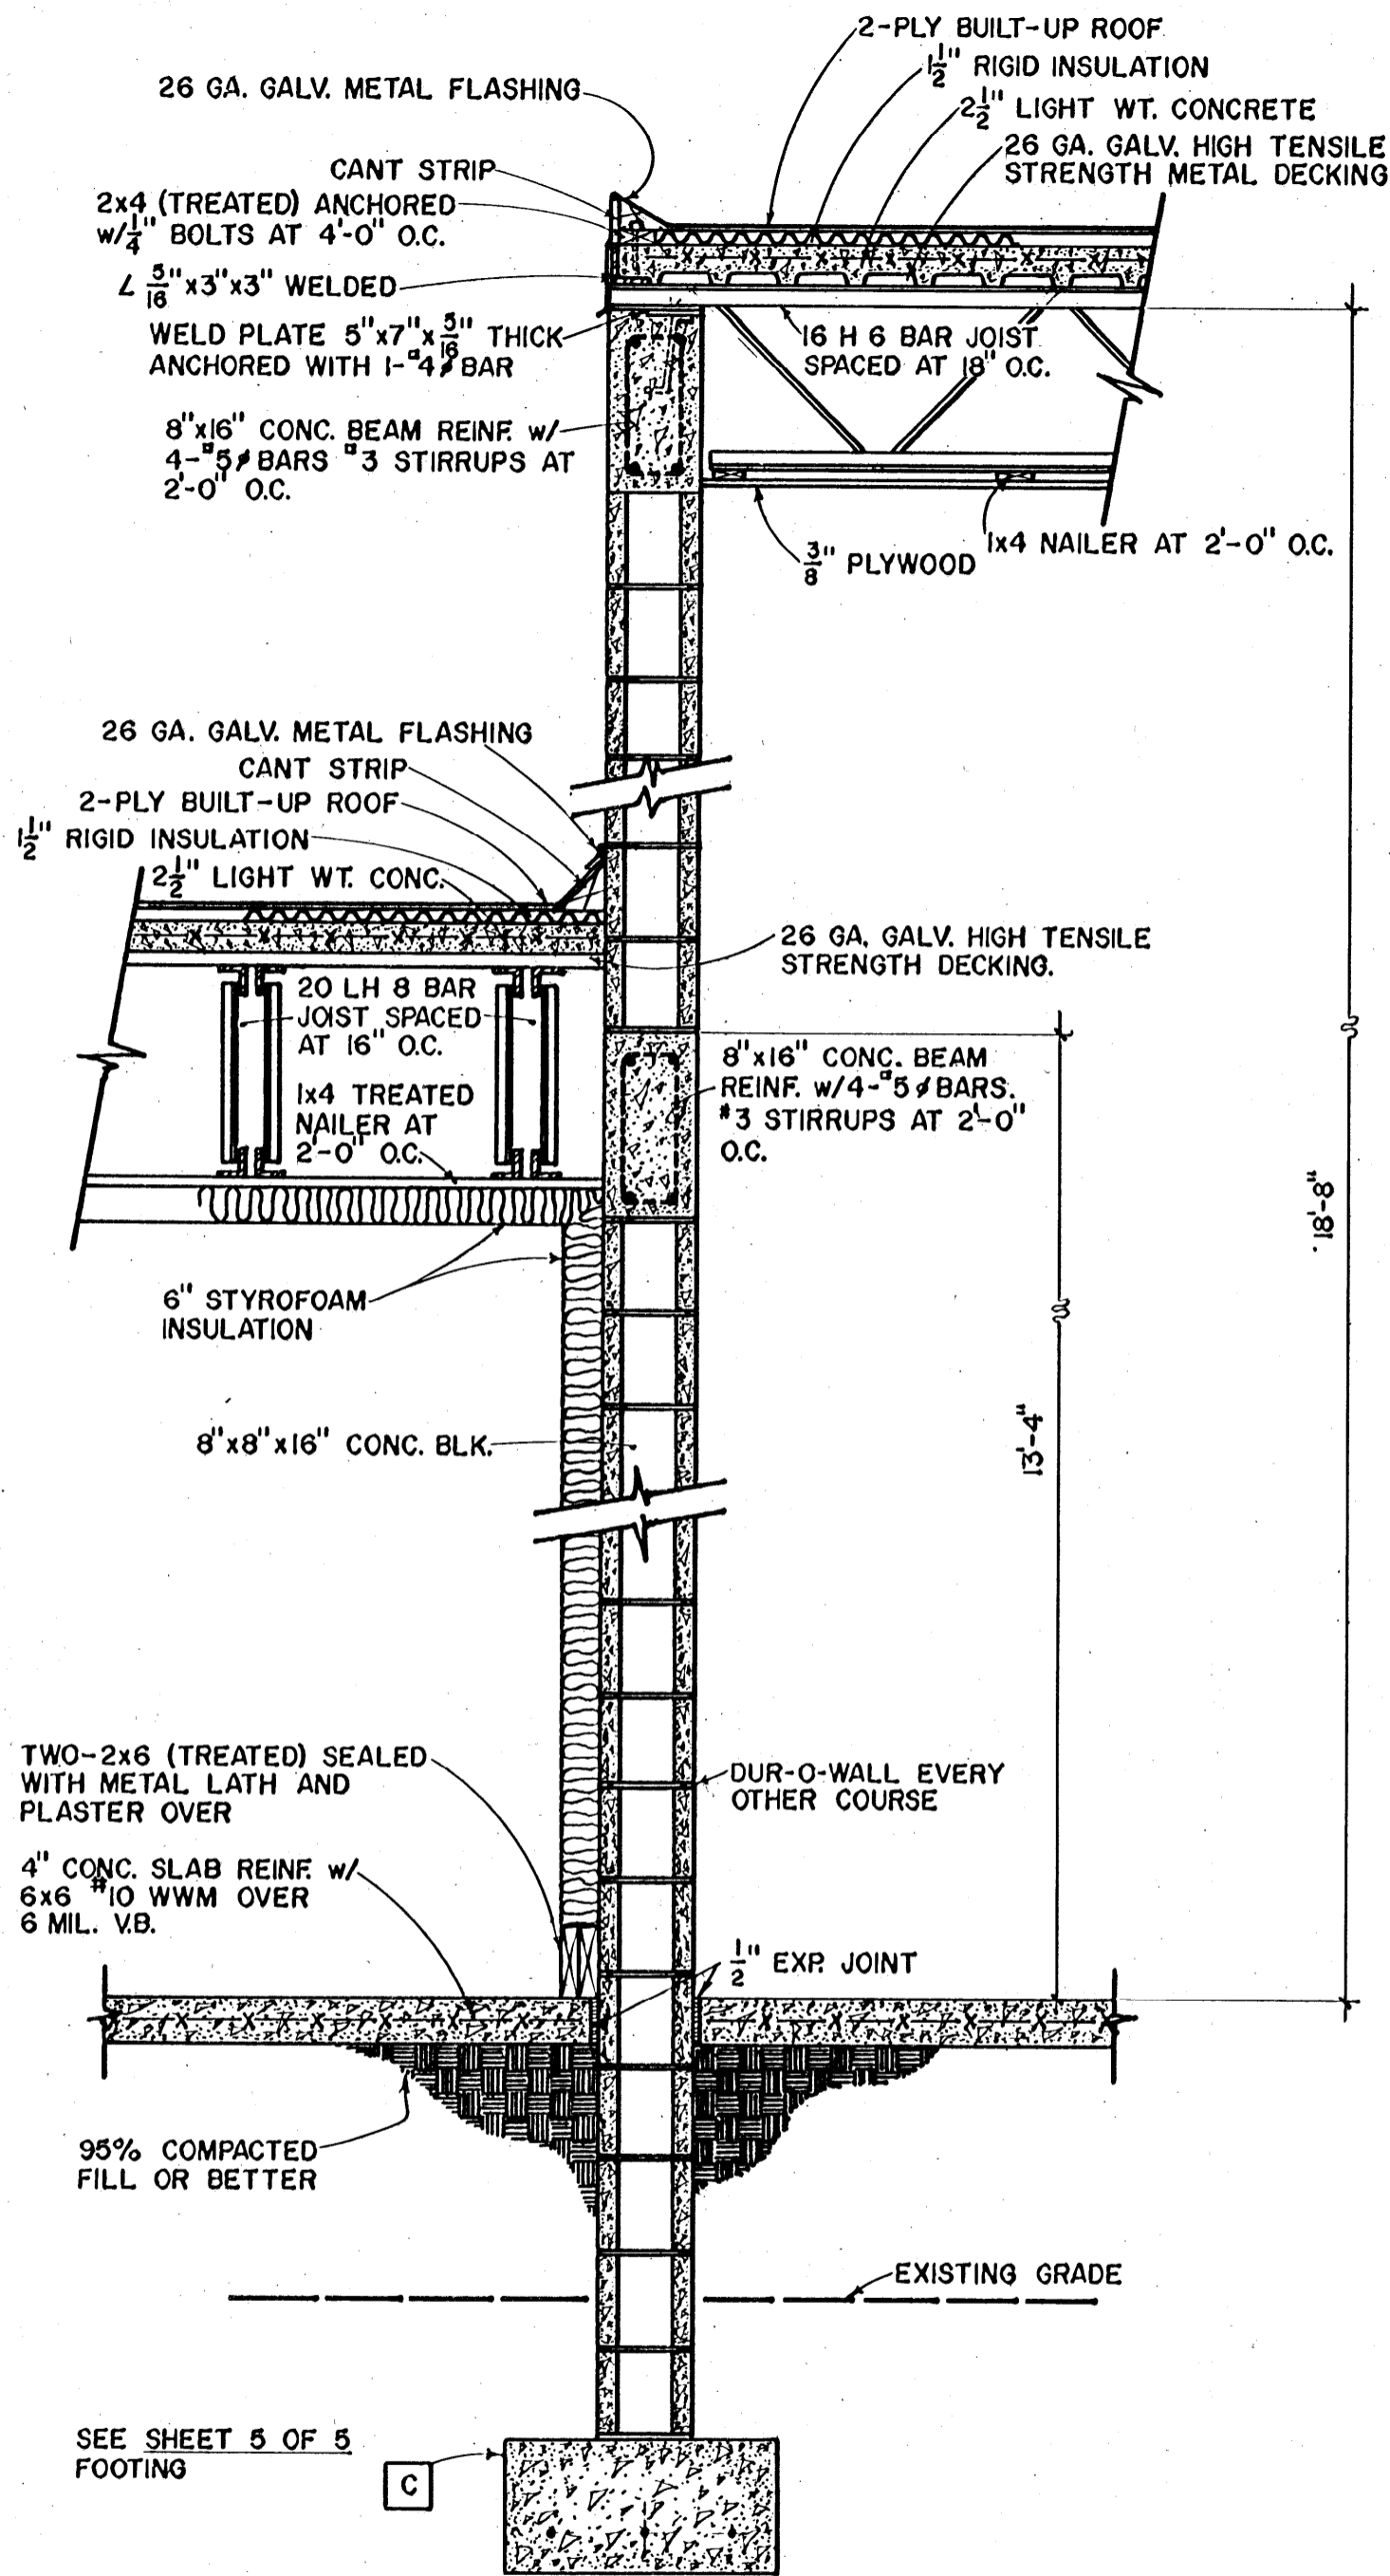 2-PLY BUILT-UP ROOF
1 1/2" RIGID INSULATION
2 1/2" LIGHT WT. CONCRETE
26 GA. GALV. HIGH TENSILE
STRENGTH METAL DECKING
26 GA. GALV. METAL FLASHING
CANT STRIP
2x4 (TREATED) ANCHORED
w/ 1/4" BOLTS AT 4'-0" O.C.
∠ 5/16" x3"x3" WELDED
WELD PLATE 5"x7"x 5/16" THICK
ANCHORED WITH 1-#4⌀ BAR
16 H 6 BAR JOIST
SPACED AT 18" O.C.
8"x16" CONC. BEAM REINF. w/
4-#5⌀ BARS #3 STIRRUPS AT
2'-0" O.C.
3/8" PLYWOOD
1x4 NAILER AT 2'-0" O.C.
26 GA. GALV. METAL FLASHING
CANT STRIP
2-PLY BUILT-UP ROOF
1 1/2" RIGID INSULATION
2 1/2" LIGHT WT. CONC.
26 GA. GALV. HIGH TENSILE
STRENGTH DECKING.
20 LH 8 BAR
JOIST SPACED
AT 16" O.C.
1x4 TREATED
NAILER AT
2'-0" O.C.
8"x16" CONC. BEAM
REINF. w/4-#5⌀ BARS.
#3 STIRRUPS AT 2'-0"
O.C.
18'-8"
6" STYROFOAM
INSULATION
8"x8"x16" CONC. BLK.
13'-4"
TWO-2x6 (TREATED) SEALED
WITH METAL LATH AND
PLASTER OVER
DUR-O-WALL EVERY
OTHER COURSE
4" CONC. SLAB REINF. w/
6x6 #10 WWM OVER
6 MIL. V.B.
1/2" EXP. JOINT
95% COMPACTED
FILL OR BETTER
EXISTING GRADE
SEE SHEET 5 OF 5
FOOTING
C